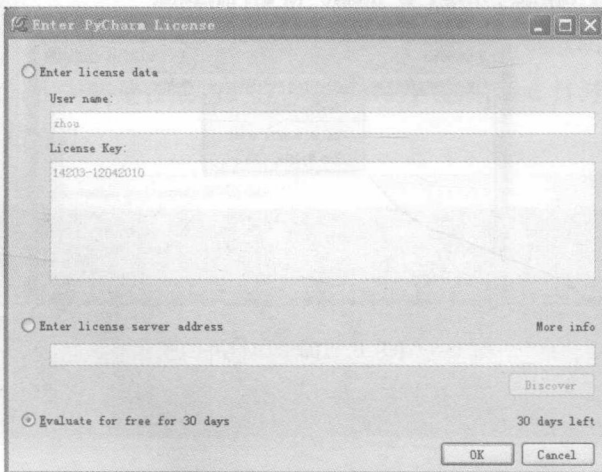 Enter PyCharm License
Enter license data
User name:
zhou
License Key:
14203-12042010
Enter license server address
More info
Discover
Evaluate for free for 30 days
30 days left
OK
Cancel